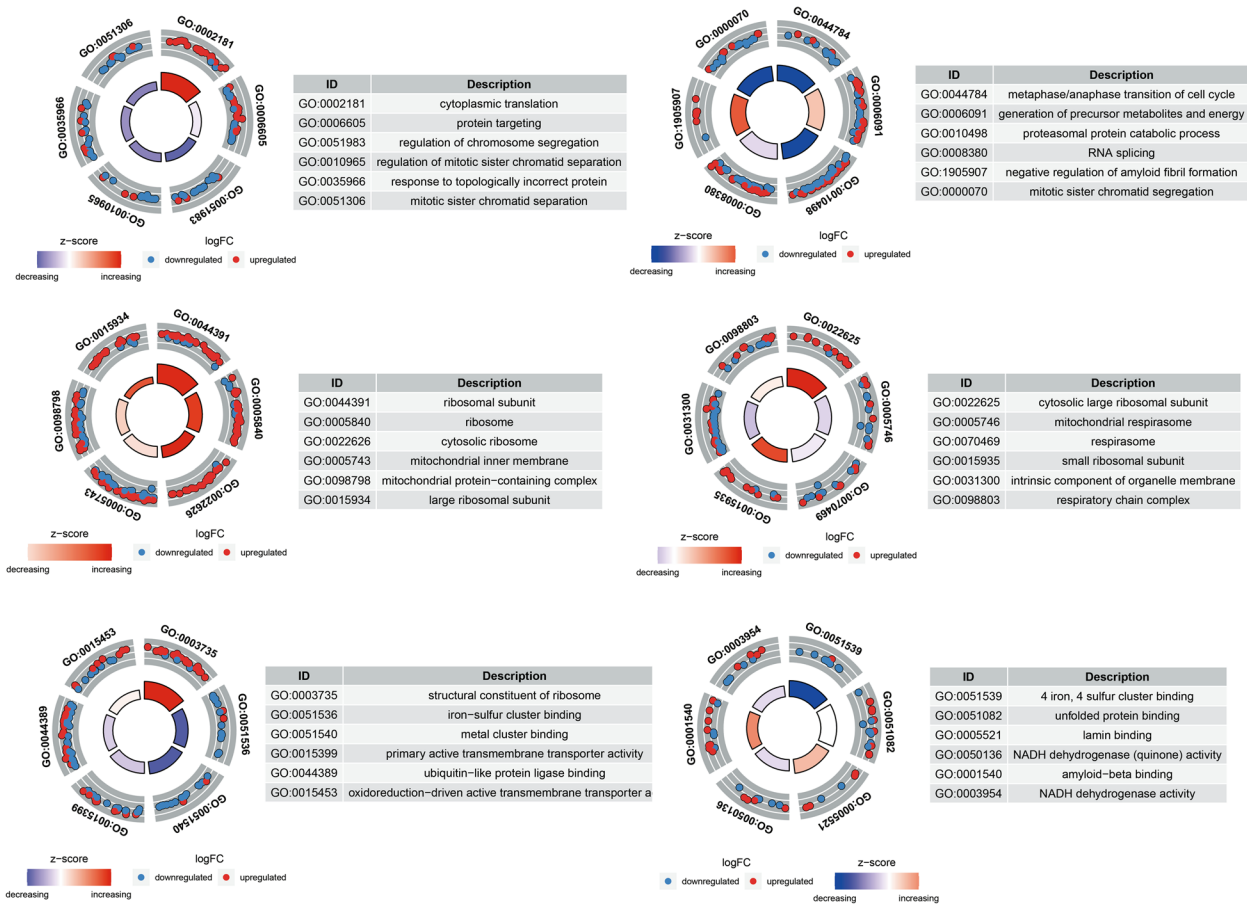 GO:0051306
GO:0002181
GO:0035966
GO:0006605
GO:0010965
GO:0051983
ID Description
GO:0002181 cytoplasmic translation
GO:0006605 protein targeting
GO:0051983 regulation of chromosome segregation
GO:0010965 regulation of mitotic sister chromatid separation
GO:0035966 response to topologically incorrect protein
GO:0051306 mitotic sister chromatid separation
z−score logFC
decreasing increasing downregulated upregulated
GO:0000070
GO:0044784
GO:1905907
GO:0006091
GO:0008380
GO:0010498
ID Description
GO:0044784 metaphase/anaphase transition of cell cycle
GO:0006091 generation of precursor metabolites and energy
GO:0010498 proteasomal protein catabolic process
GO:0008380 RNA splicing
GO:1905907 negative regulation of amyloid fibril formation
GO:0000070 mitotic sister chromatid segregation
z−score logFC
decreasing increasing downregulated upregulated
GO:0015934
GO:0044391
GO:0098798
GO:0005840
GO:0005743
GO:0022626
ID Description
GO:0044391 ribosomal subunit
GO:0005840 ribosome
GO:0022626 cytosolic ribosome
GO:0005743 mitochondrial inner membrane
GO:0098798 mitochondrial protein−containing complex
GO:0015934 large ribosomal subunit
z−score logFC
decreasing increasing downregulated upregulated
GO:0098803
GO:0022625
GO:0031300
GO:0005746
GO:0015935
GO:0070469
ID Description
GO:0022625 cytosolic large ribosomal subunit
GO:0005746 mitochondrial respirasome
GO:0070469 respirasome
GO:0015935 small ribosomal subunit
GO:0031300 intrinsic component of organelle membrane
GO:0098803 respiratory chain complex
z−score logFC
decreasing increasing downregulated upregulated
GO:0015453
GO:0003735
GO:0044389
GO:0051536
GO:0015399
GO:0051540
ID Description
GO:0003735 structural constituent of ribosome
GO:0051536 iron−sulfur cluster binding
GO:0051540 metal cluster binding
GO:0015399 primary active transmembrane transporter activity
GO:0044389 ubiquitin−like protein ligase binding
GO:0015453 oxidoreduction−driven active transmembrane transporter a
z−score logFC
decreasing increasing downregulated upregulated
GO:0003954
GO:0051539
GO:0001540
GO:0051082
GO:0050136
GO:0005521
ID Description
GO:0051539 4 iron, 4 sulfur cluster binding
GO:0051082 unfolded protein binding
GO:0005521 lamin binding
GO:0050136 NADH dehydrogenase (quinone) activity
GO:0001540 amyloid−beta binding
GO:0003954 NADH dehydrogenase activity
logFC z−score
downregulated upregulated decreasing increasing